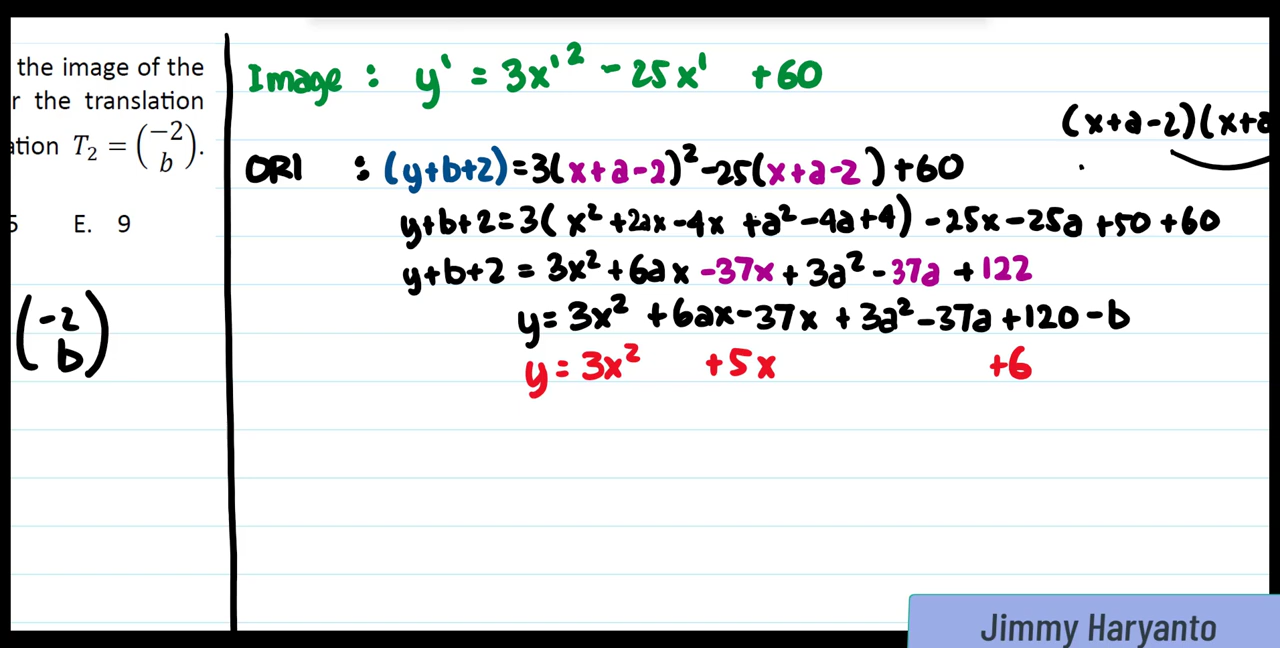 the image of the
r the translation
ation T₂ = (−2 b).
5 E. 9
(-2 b)
Image : y' = 3x'² - 25x' + 60
(x+a-2)(x+a
ORI : (y+b+2)=3(x+a-2)²-25(x+a-2)+60
y+b+2=3(x²+2ax-4x+a²-4a+4)-25x-25a+50+60
y+b+2=3x²+6ax-37x+3a²-37a+122
y=3x²+6ax-37x+3a²-37a+120-b
y=3x² +5x +6
Jimmy Haryanto